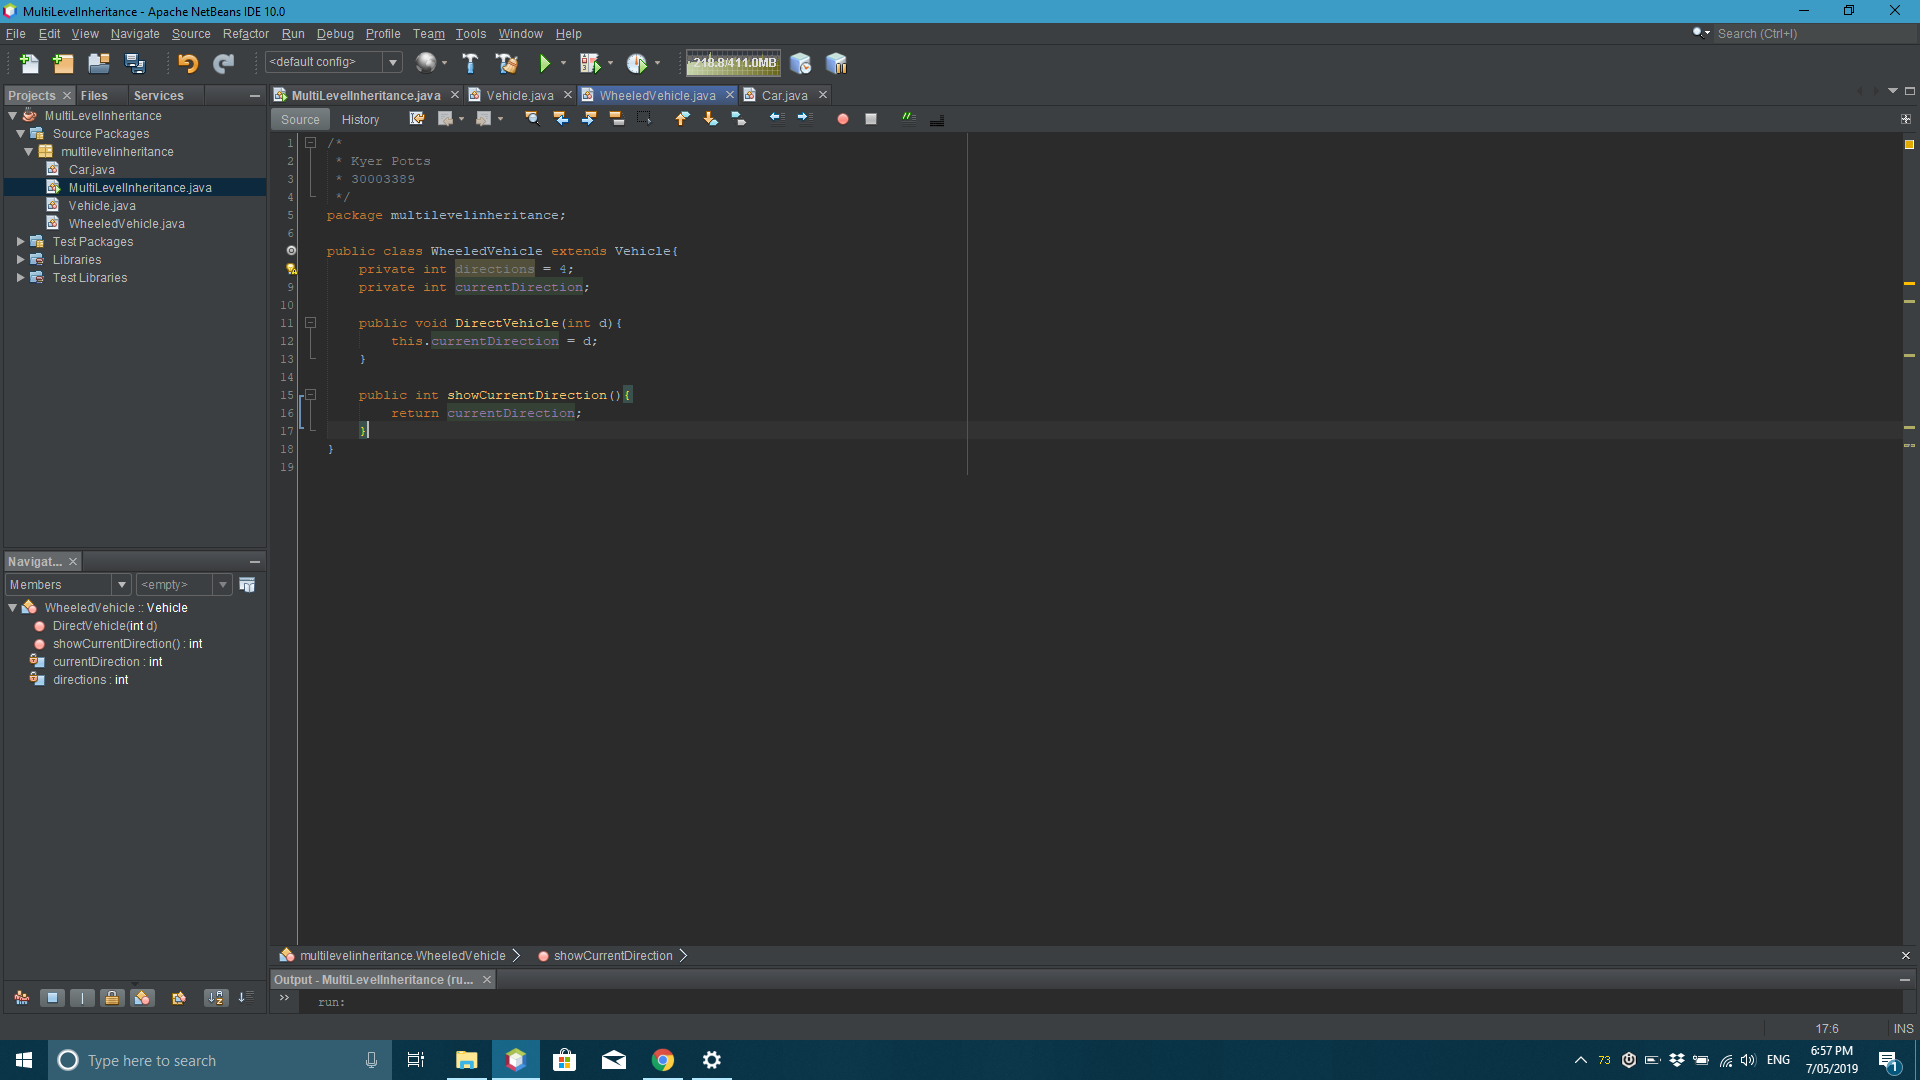 MultiLevelInheritance - Apache NetBeans IDE 10.0
File Edit View Navigate Source Refactor Run Debug Profile Team Tools Window Help
Search (Ctrl+I)
<default config>
218.8/411.0MB
Projects Files Services
MultiLevelInheritance.java Vehicle.java WheeledVehicle.java Car.java
Source History
MultiLevelInheritance
Source Packages
multilevelinheritance
Car.java
MultiLevelInheritance.java
Vehicle.java
WheeledVehicle.java
Test Packages
Libraries
Test Libraries
1 /*
2 * Kyer Potts
3 * 30003389
4 */
5 package multilevelinheritance;
6
public class WheeledVehicle extends Vehicle{
private int directions = 4;
9 private int currentDirection;
10
11 public void DirectVehicle(int d){
12 this.currentDirection = d;
13 }
14
15 public int showCurrentDirection(){
16 return currentDirection;
17 }
18 }
19
Navigat...
Members <empty>
WheeledVehicle :: Vehicle
DirectVehicle(int d)
showCurrentDirection() : int
currentDirection : int
directions : int
multilevelinheritance.WheeledVehicle showCurrentDirection
Output - MultiLevelInheritance (ru...
run:
17:6 INS
Type here to search
73 ENG
6:57 PM
7/05/2019
1